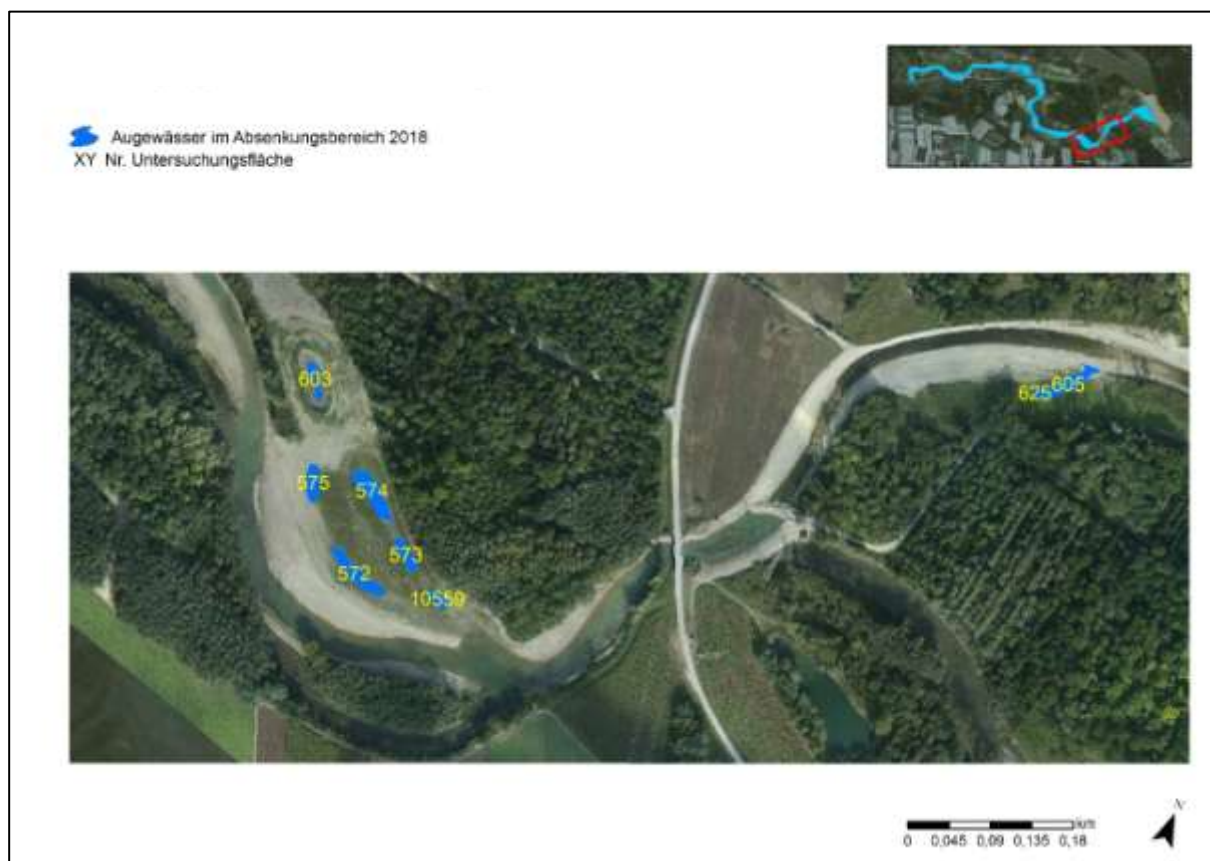 Augewässer im Absenkungsbereich 2018
XY Nr. Untersuchungsfläche
603
625 605
575
574
573
572
10559
km
0 0,045 0,09 0,135 0,18
N